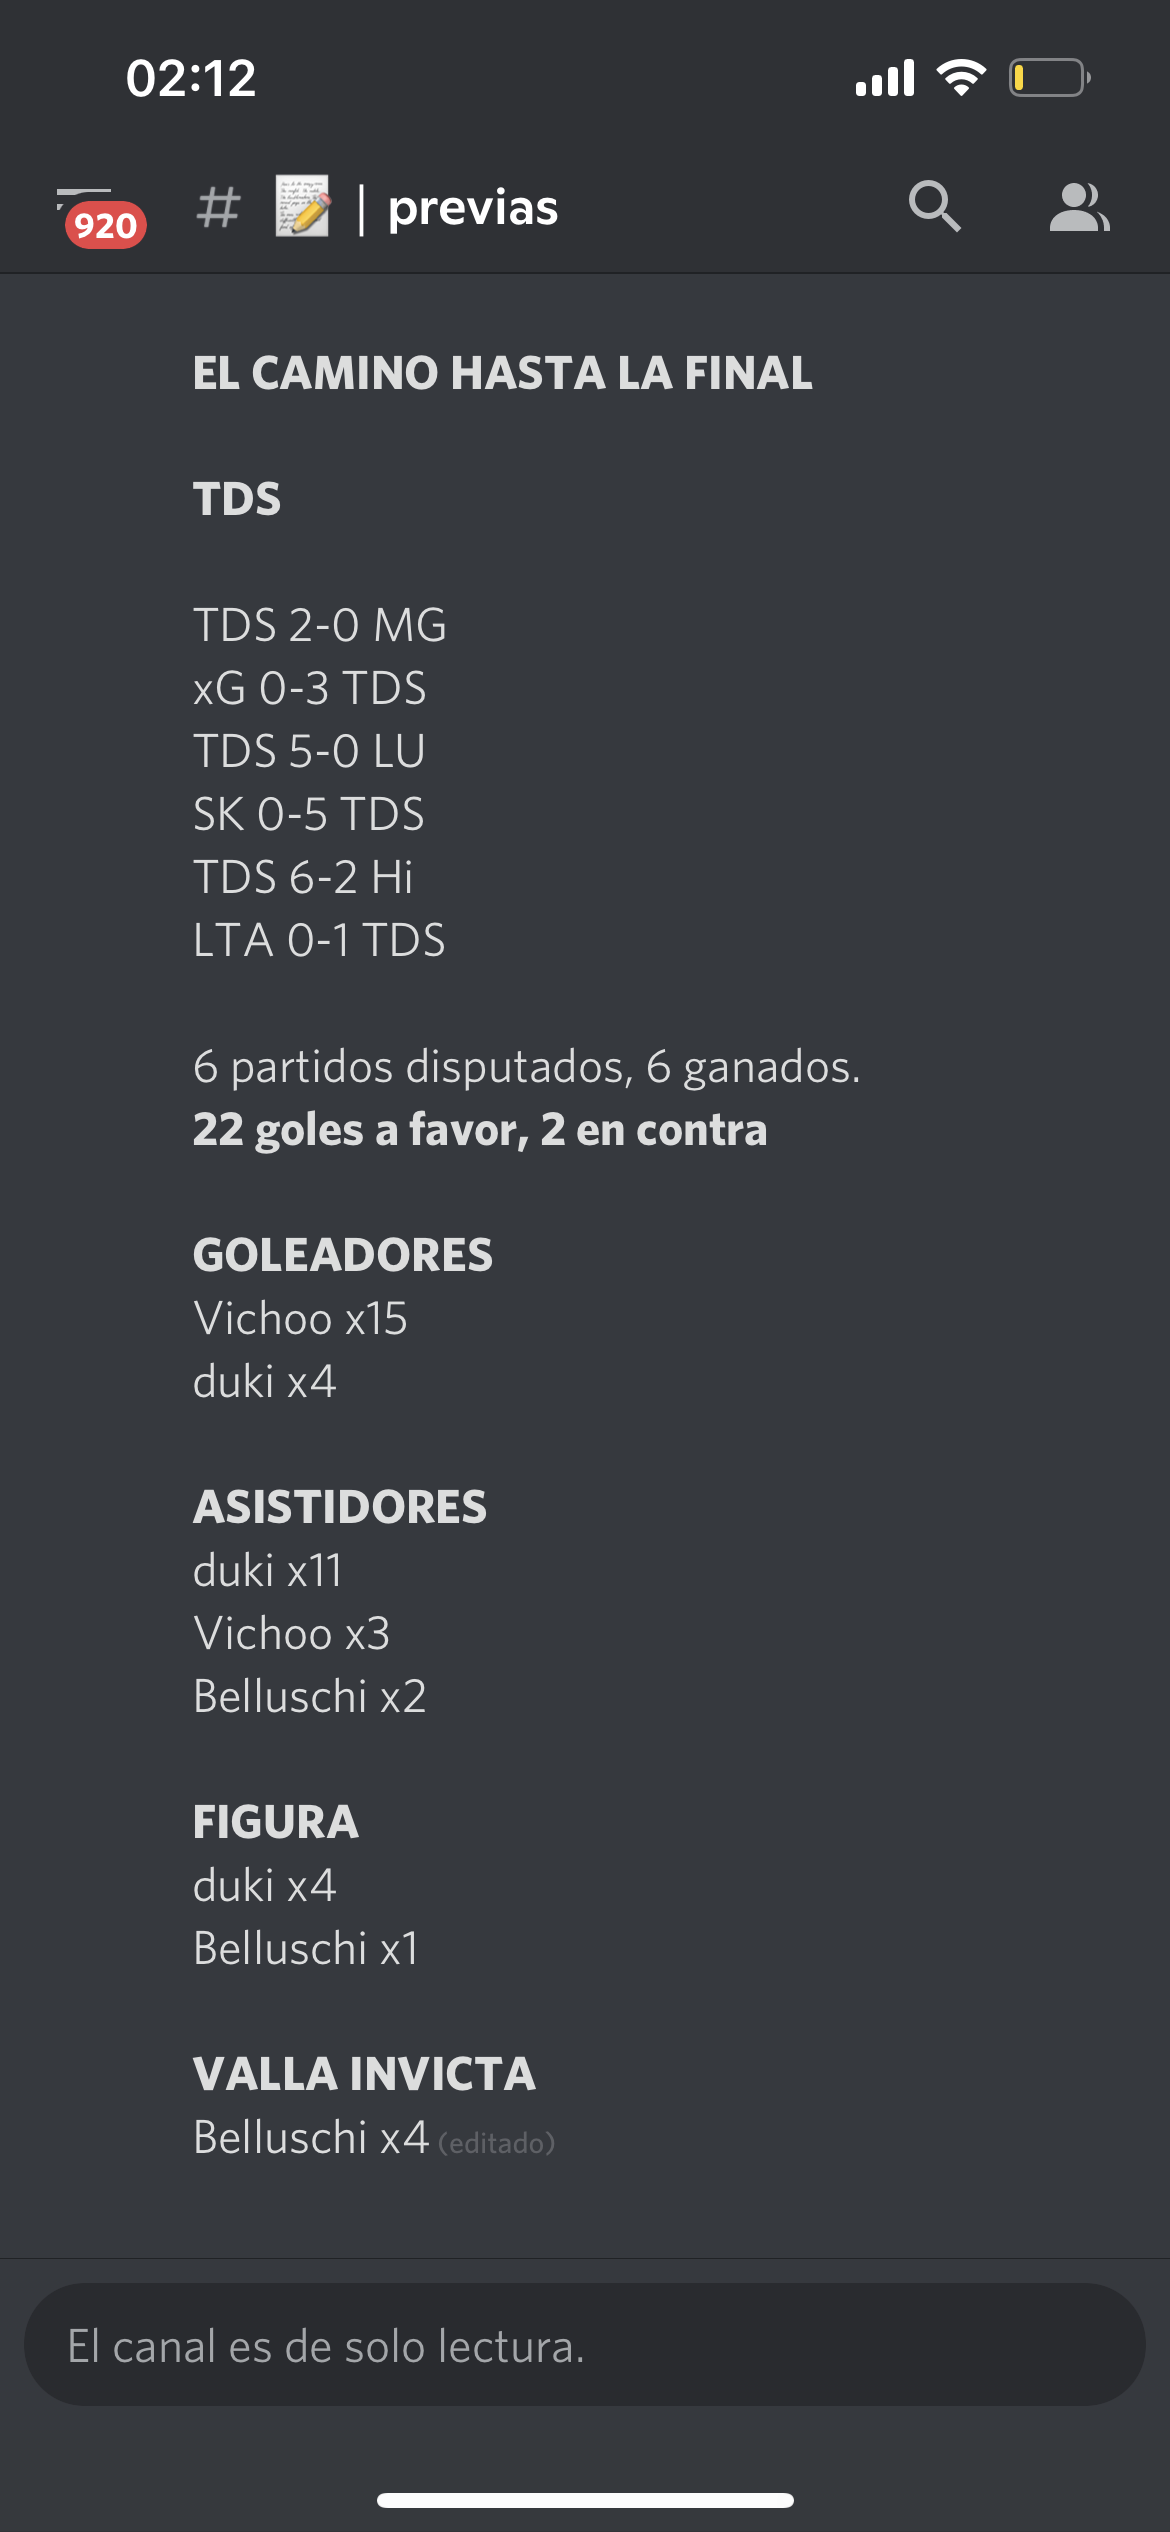 02:12
920
# 📝 | previas
EL CAMINO HASTA LA FINAL
TDS
TDS 2-0 MG
xG 0-3 TDS
TDS 5-0 LU
SK 0-5 TDS
TDS 6-2 Hi
LTA 0-1 TDS
6 partidos disputados, 6 ganados.
22 goles a favor, 2 en contra
GOLEADORES
Vichoo x15
duki x4
ASISTIDORES
duki x11
Vichoo x3
Belluschi x2
FIGURA
duki x4
Belluschi x1
VALLA INVICTA
Belluschi x4 (editado)
El canal es de solo lectura.